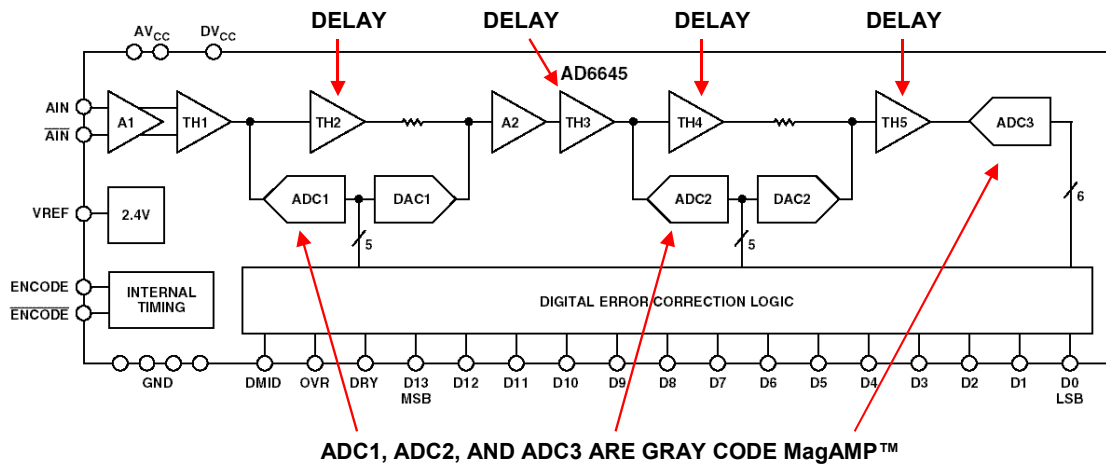 DELAY DELAY DELAY DELAY
AV_CC DV_CC
AD6645
AIN A1 TH1 TH2 A2 TH3 TH4 TH5 ADC3
AIN
ADC1 DAC1 ADC2 DAC2
6
VREF 2.4V
5 5
ENCODE INTERNAL
ENCODE TIMING
DIGITAL ERROR CORRECTION LOGIC
GND DMID OVR DRY D13 D12 D11 D10 D9 D8 D7 D6 D5 D4 D3 D2 D1 D0
MSB LSB
ADC1, ADC2, AND ADC3 ARE GRAY CODE MagAMP™